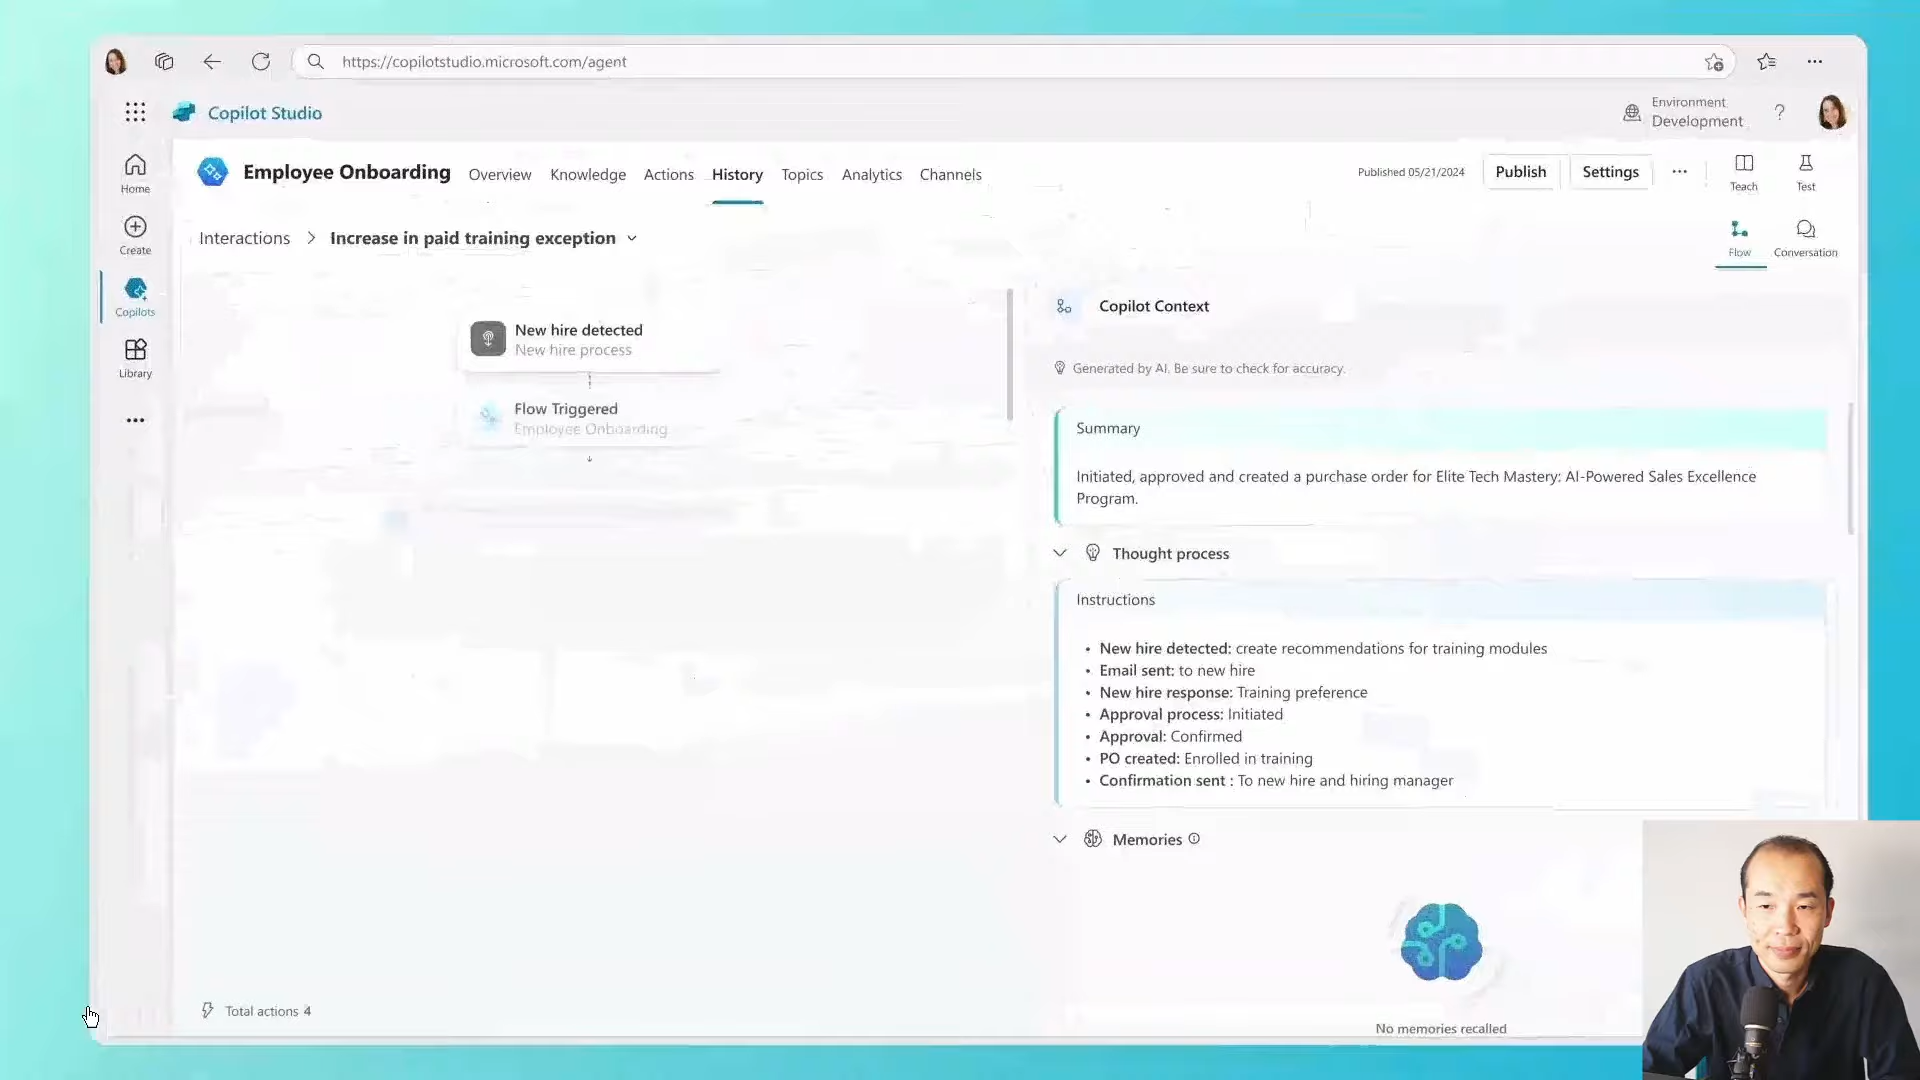 https://copilotstudio.microsoft.com/agent
Copilot Studio
Environment
Development
?
Home
Create
Copilots
Library
Employee Onboarding
Overview
Knowledge
Actions
History
Topics
Analytics
Channels
Published 05/21/2024
Publish
Settings
Teach
Test
Interactions > Increase in paid training exception
Flow
Conversation
New hire detected
New hire process
Flow Triggered
Employee Onboarding
Total actions 4
Copilot Context
Generated by AI. Be sure to check for accuracy.
Summary
Initiated, approved and created a purchase order for Elite Tech Mastery: AI-Powered Sales Excellence
Program.
Thought process
Instructions
• New hire detected: create recommendations for training modules
• Email sent: to new hire
• New hire response: Training preference
• Approval process: Initiated
• Approval: Confirmed
• PO created: Enrolled in training
• Confirmation sent : To new hire and hiring manager
Memories
No memories recalled